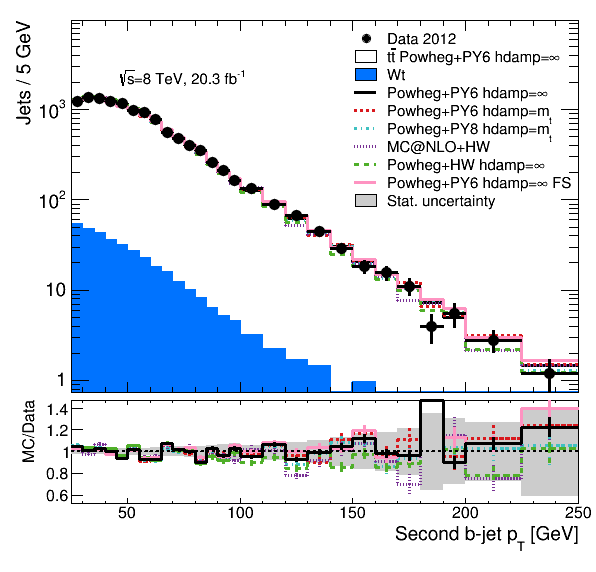 Jets / 5 GeV
√s=8 TeV, 20.3 fb⁻¹
Data 2012
tt̄ Powheg+PY6 hdamp=∞
Wt
Powheg+PY6 hdamp=∞
Powheg+PY6 hdamp=m_t
Powheg+PY8 hdamp=m_t
MC@NLO+HW
Powheg+HW hdamp=∞
Powheg+PY6 hdamp=∞ FS
Stat. uncertainty
10³
10²
10
1
MC/Data
1.4
1.2
1
0.8
0.6
50 100 150 200 250
Second b-jet p_T [GeV]